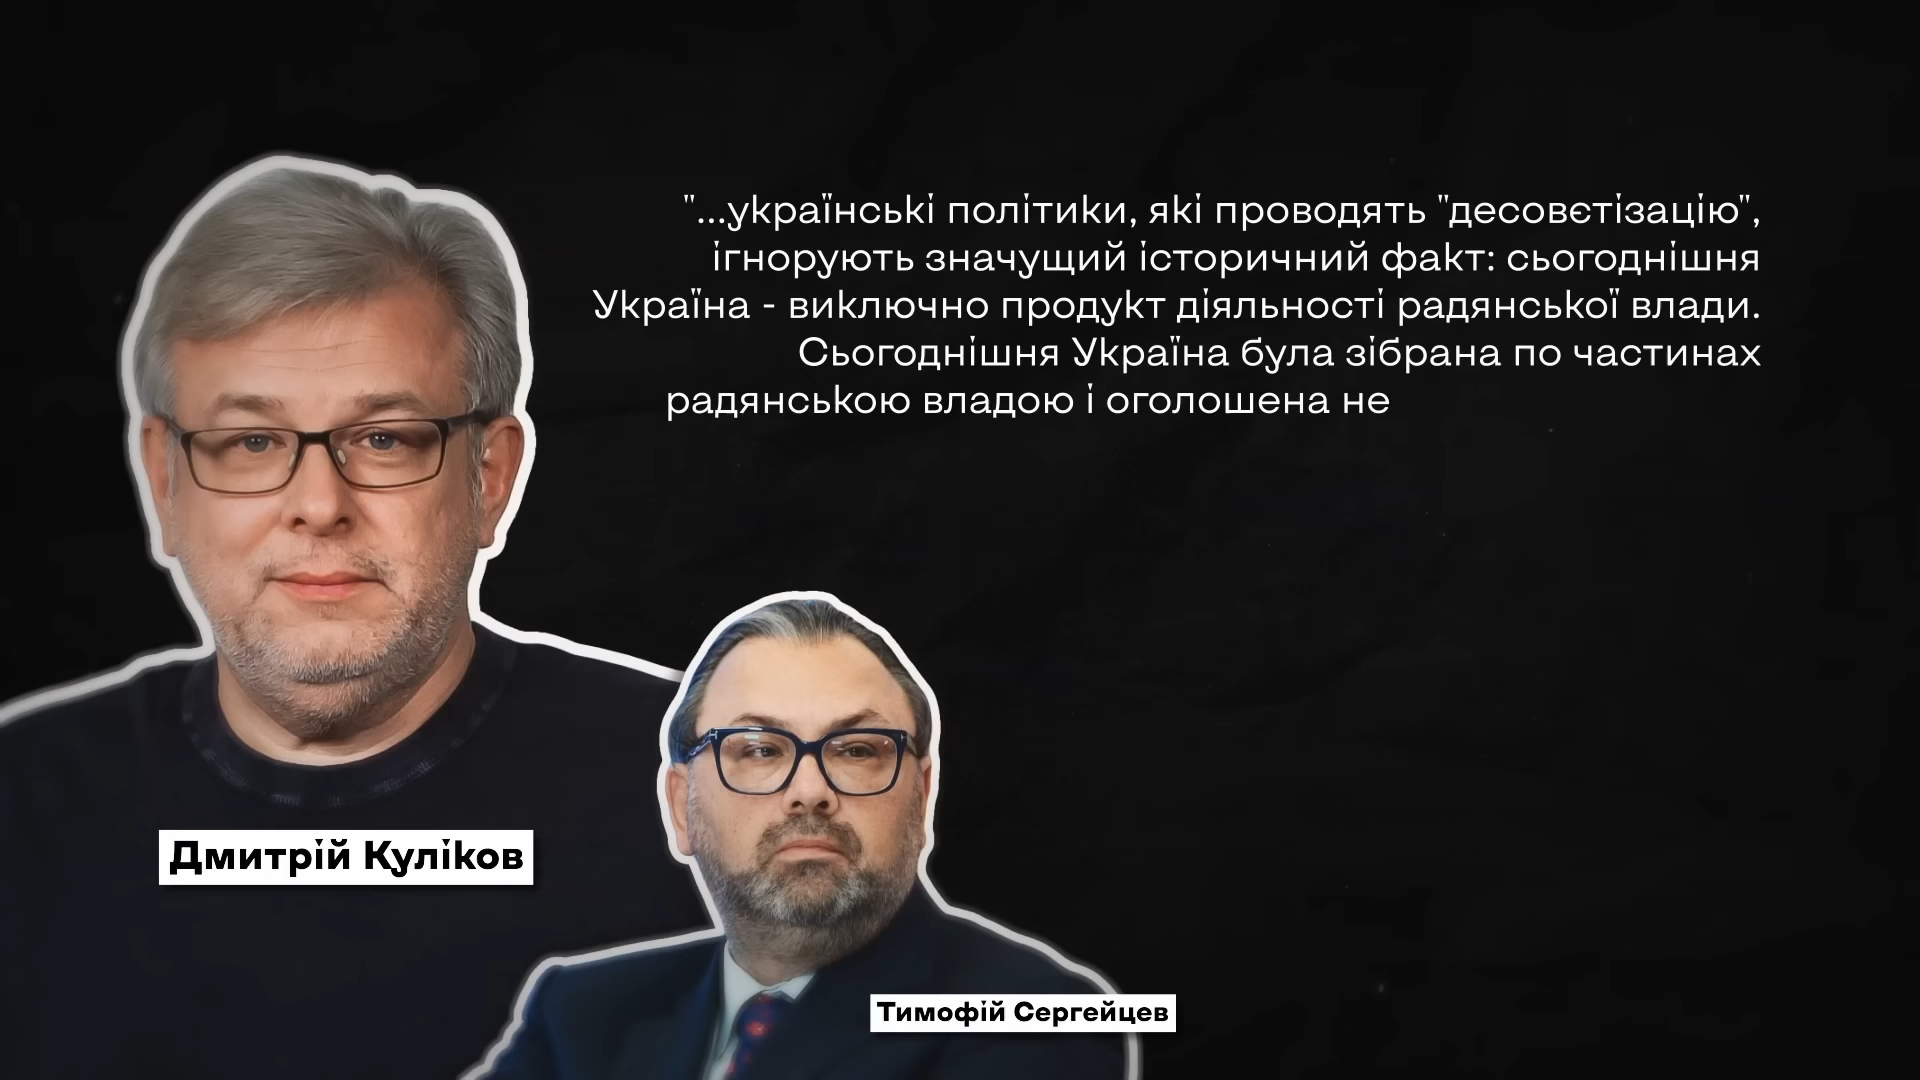 "...українські політики, які проводять "десовєтізацію",
ігнорують значущий історичний факт: сьогоднішня
Україна - виключно продукт діяльності радянської влади.
Сьогоднішня Україна була зібрана по частинах
радянською владою і оголошена не
Дмитрій Куліков
Тимофій Сергейцев